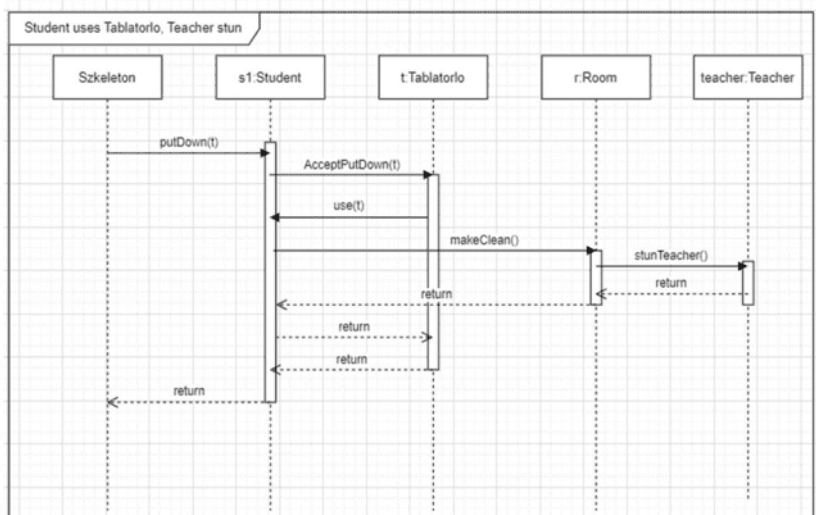 Student uses Tablatorlo, Teacher stun
Szkeleton
s1:Student
t:Tablatorlo
r:Room
teacher:Teacher
putDown(t)
AcceptPutDown(t)
use(t)
makeClean()
stunTeacher()
return
return
return
return
return